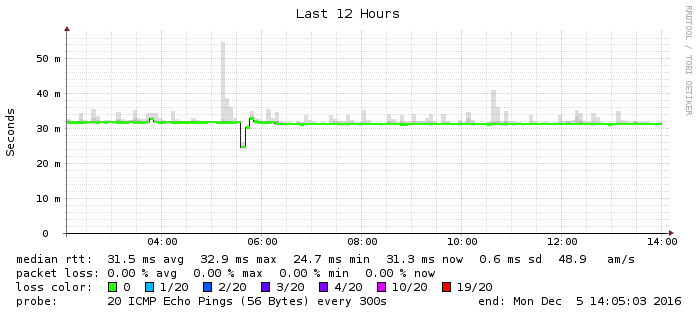 Last 12 Hours
RRDTOOL / TOBI OETIKER
Seconds
50 m
40 m
30 m
20 m
10 m
0
04:00 06:00 08:00 10:00 12:00 14:00
median rtt: 31.5 ms avg 32.9 ms max 24.7 ms min 31.3 ms now 0.6 ms sd 48.9 am/s
packet loss: 0.00 % avg 0.00 % max 0.00 % min 0.00 % now
loss color: 0 1/20 2/20 3/20 4/20 10/20 19/20
probe: 20 ICMP Echo Pings (56 Bytes) every 300s end: Mon Dec 5 14:05:03 2016